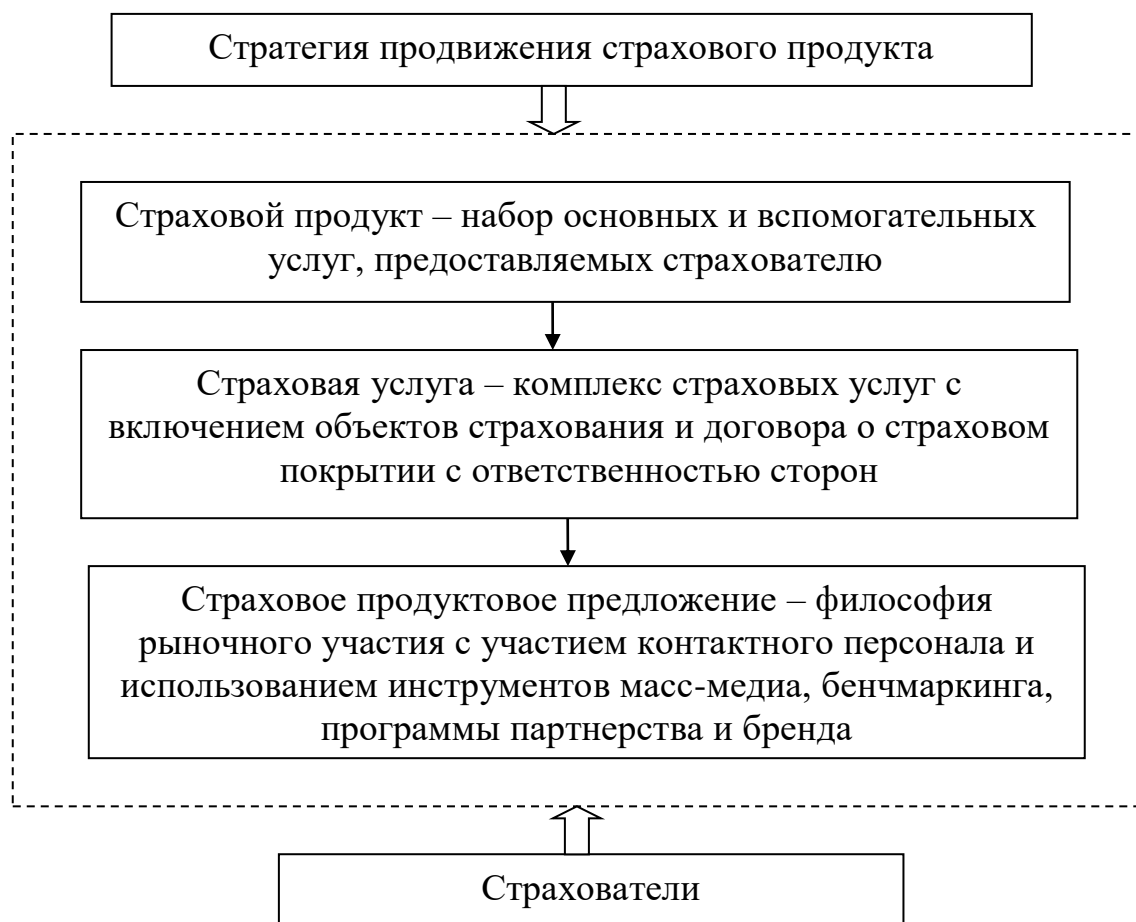 Стратегия продвижения страхового продукта
Страховой продукт – набор основных и вспомогательных
услуг, предоставляемых страхователю
Страховая услуга – комплекс страховых услуг с
включением объектов страхования и договора о страховом
покрытии с ответственностью сторон
Страховое продуктовое предложение – философия
рыночного участия с участием контактного персонала и
использованием инструментов масс-медиа, бенчмаркинга,
программы партнерства и бренда
Страхователи